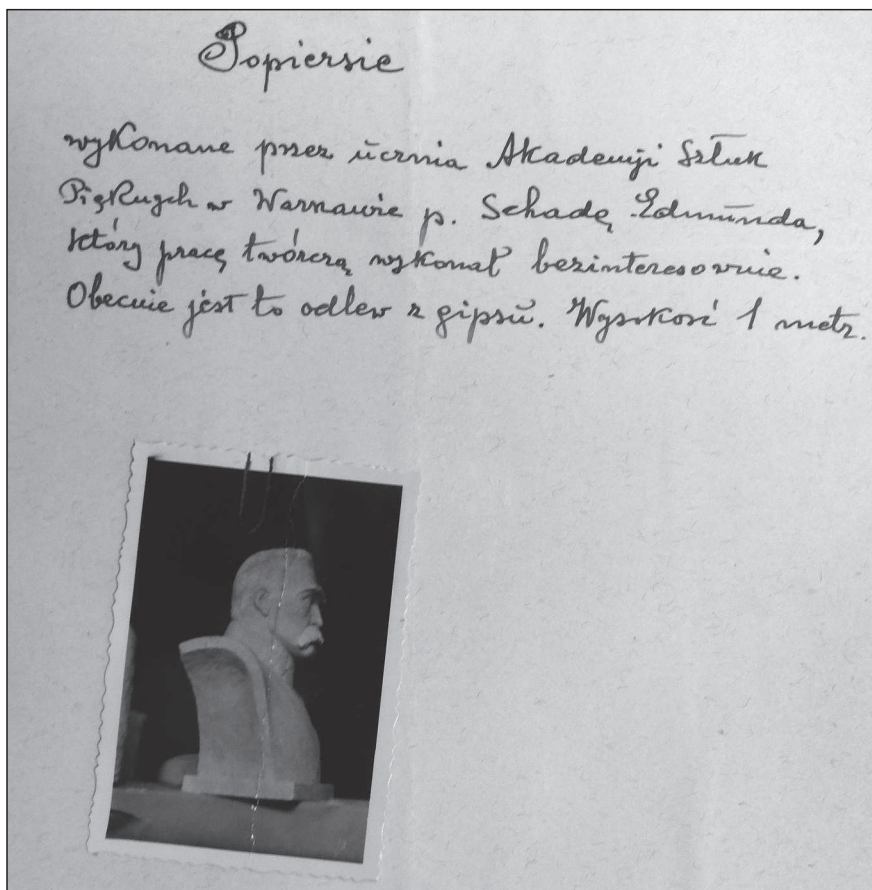 Popiersie
wykonane przez ucznia Akademji Sztuk
Pięknych w Warszawie p. Schadę Edmunda,
który pracę twórczą wykonał bezinteresownie.
Obecnie jest to odlew z gipsu. Wysokość 1 metr.